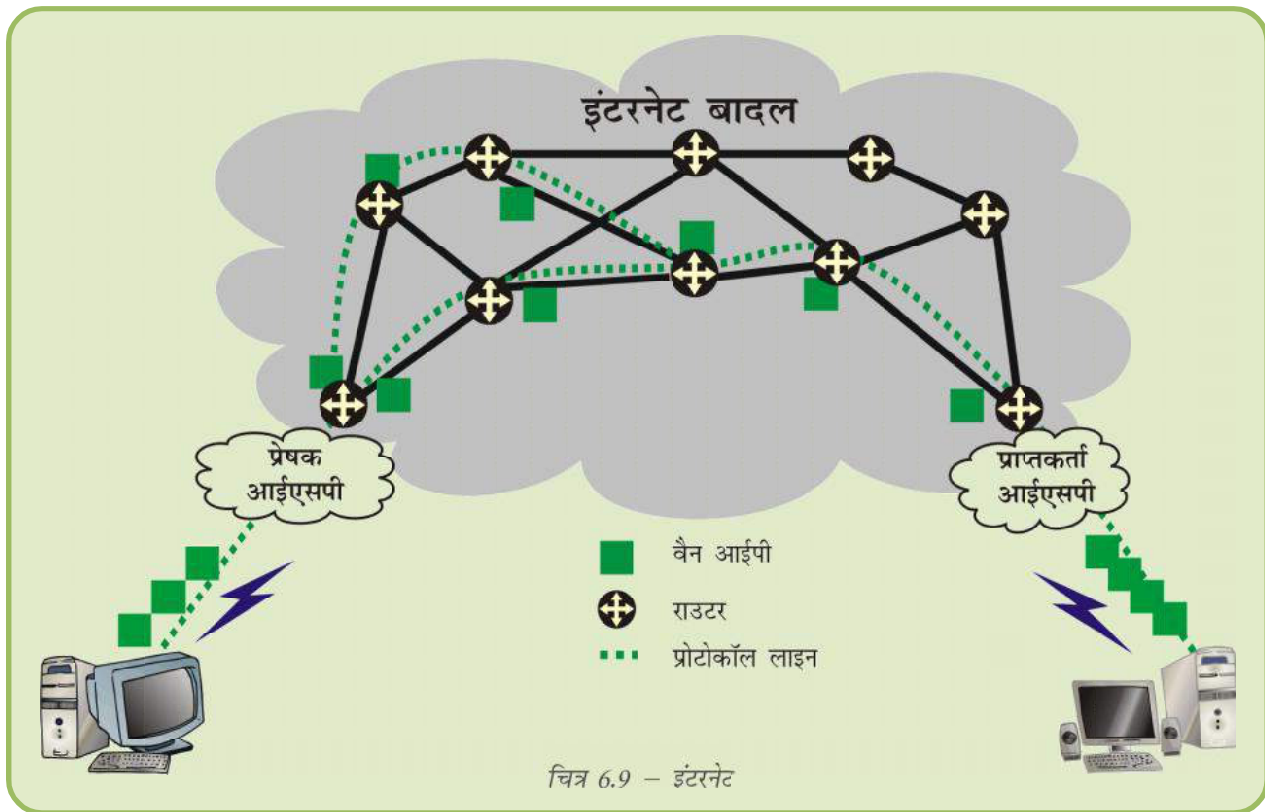 इंटरनेट बादल
प्रेषक
आईएसपी
प्राप्तकर्ता
आईएसपी
वैन आईपी
राउटर
प्रोटोकॉल लाइन
चित्र 6.9 – इंटरनेट